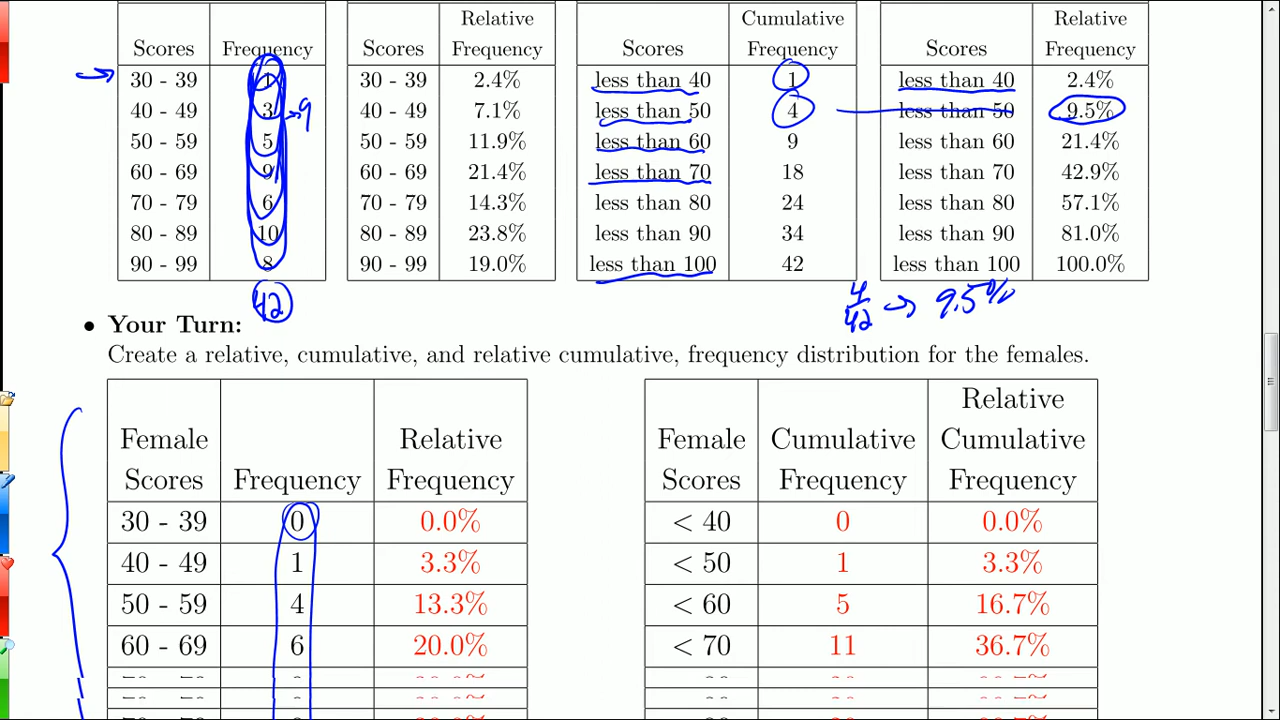 Relative Cumulative Relative
Scores Frequency Scores Frequency Scores Frequency Scores Frequency
30 - 39 1 30 - 39 2.4% less than 40 1 less than 40 2.4%
40 - 49 3 9 40 - 49 7.1% less than 50 4 less than 50 9.5%
50 - 59 5 50 - 59 11.9% less than 60 9 less than 60 21.4%
60 - 69 9 60 - 69 21.4% less than 70 18 less than 70 42.9%
70 - 79 6 70 - 79 14.3% less than 80 24 less than 80 57.1%
80 - 89 10 80 - 89 23.8% less than 90 34 less than 90 81.0%
90 - 99 8 90 - 99 19.0% less than 100 42 less than 100 100.0%
42 4/42 → 9.5%
• Your Turn:
Create a relative, cumulative, and relative cumulative, frequency distribution for the females.
Relative
Female Relative Female Cumulative Cumulative
Scores Frequency Frequency Scores Frequency Frequency
30 - 39 0 0.0% < 40 0 0.0%
40 - 49 1 3.3% < 50 1 3.3%
50 - 59 4 13.3% < 60 5 16.7%
60 - 69 6 20.0% < 70 11 36.7%